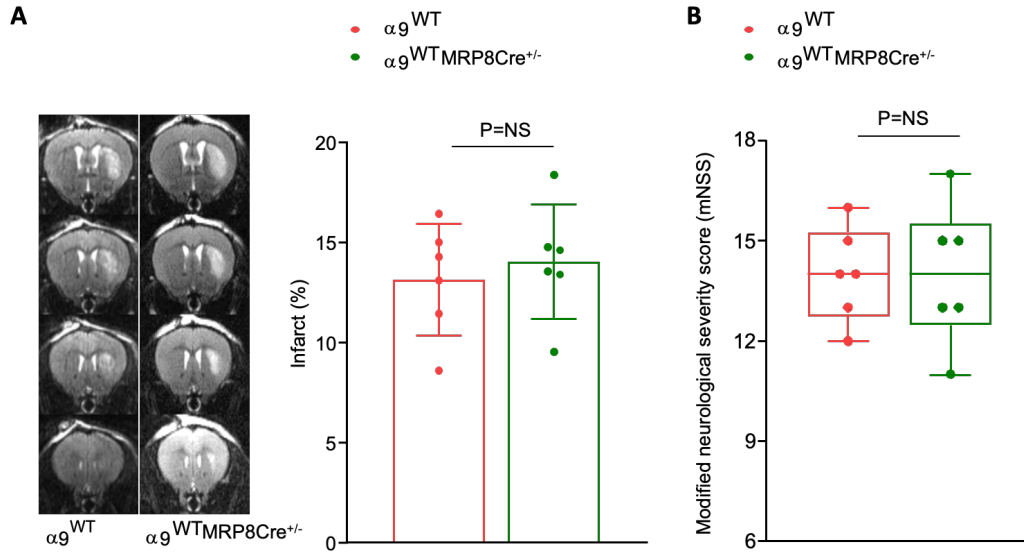 A
α9WT
α9WTMRP8Cre+/-
P=NS
20
15
10
5
0
Infarct (%)
α9WT
α9WTMRP8Cre+/-
B
α9WT
α9WTMRP8Cre+/-
P=NS
18
15
12
9
6
Modified neurological severity score (mNSS)